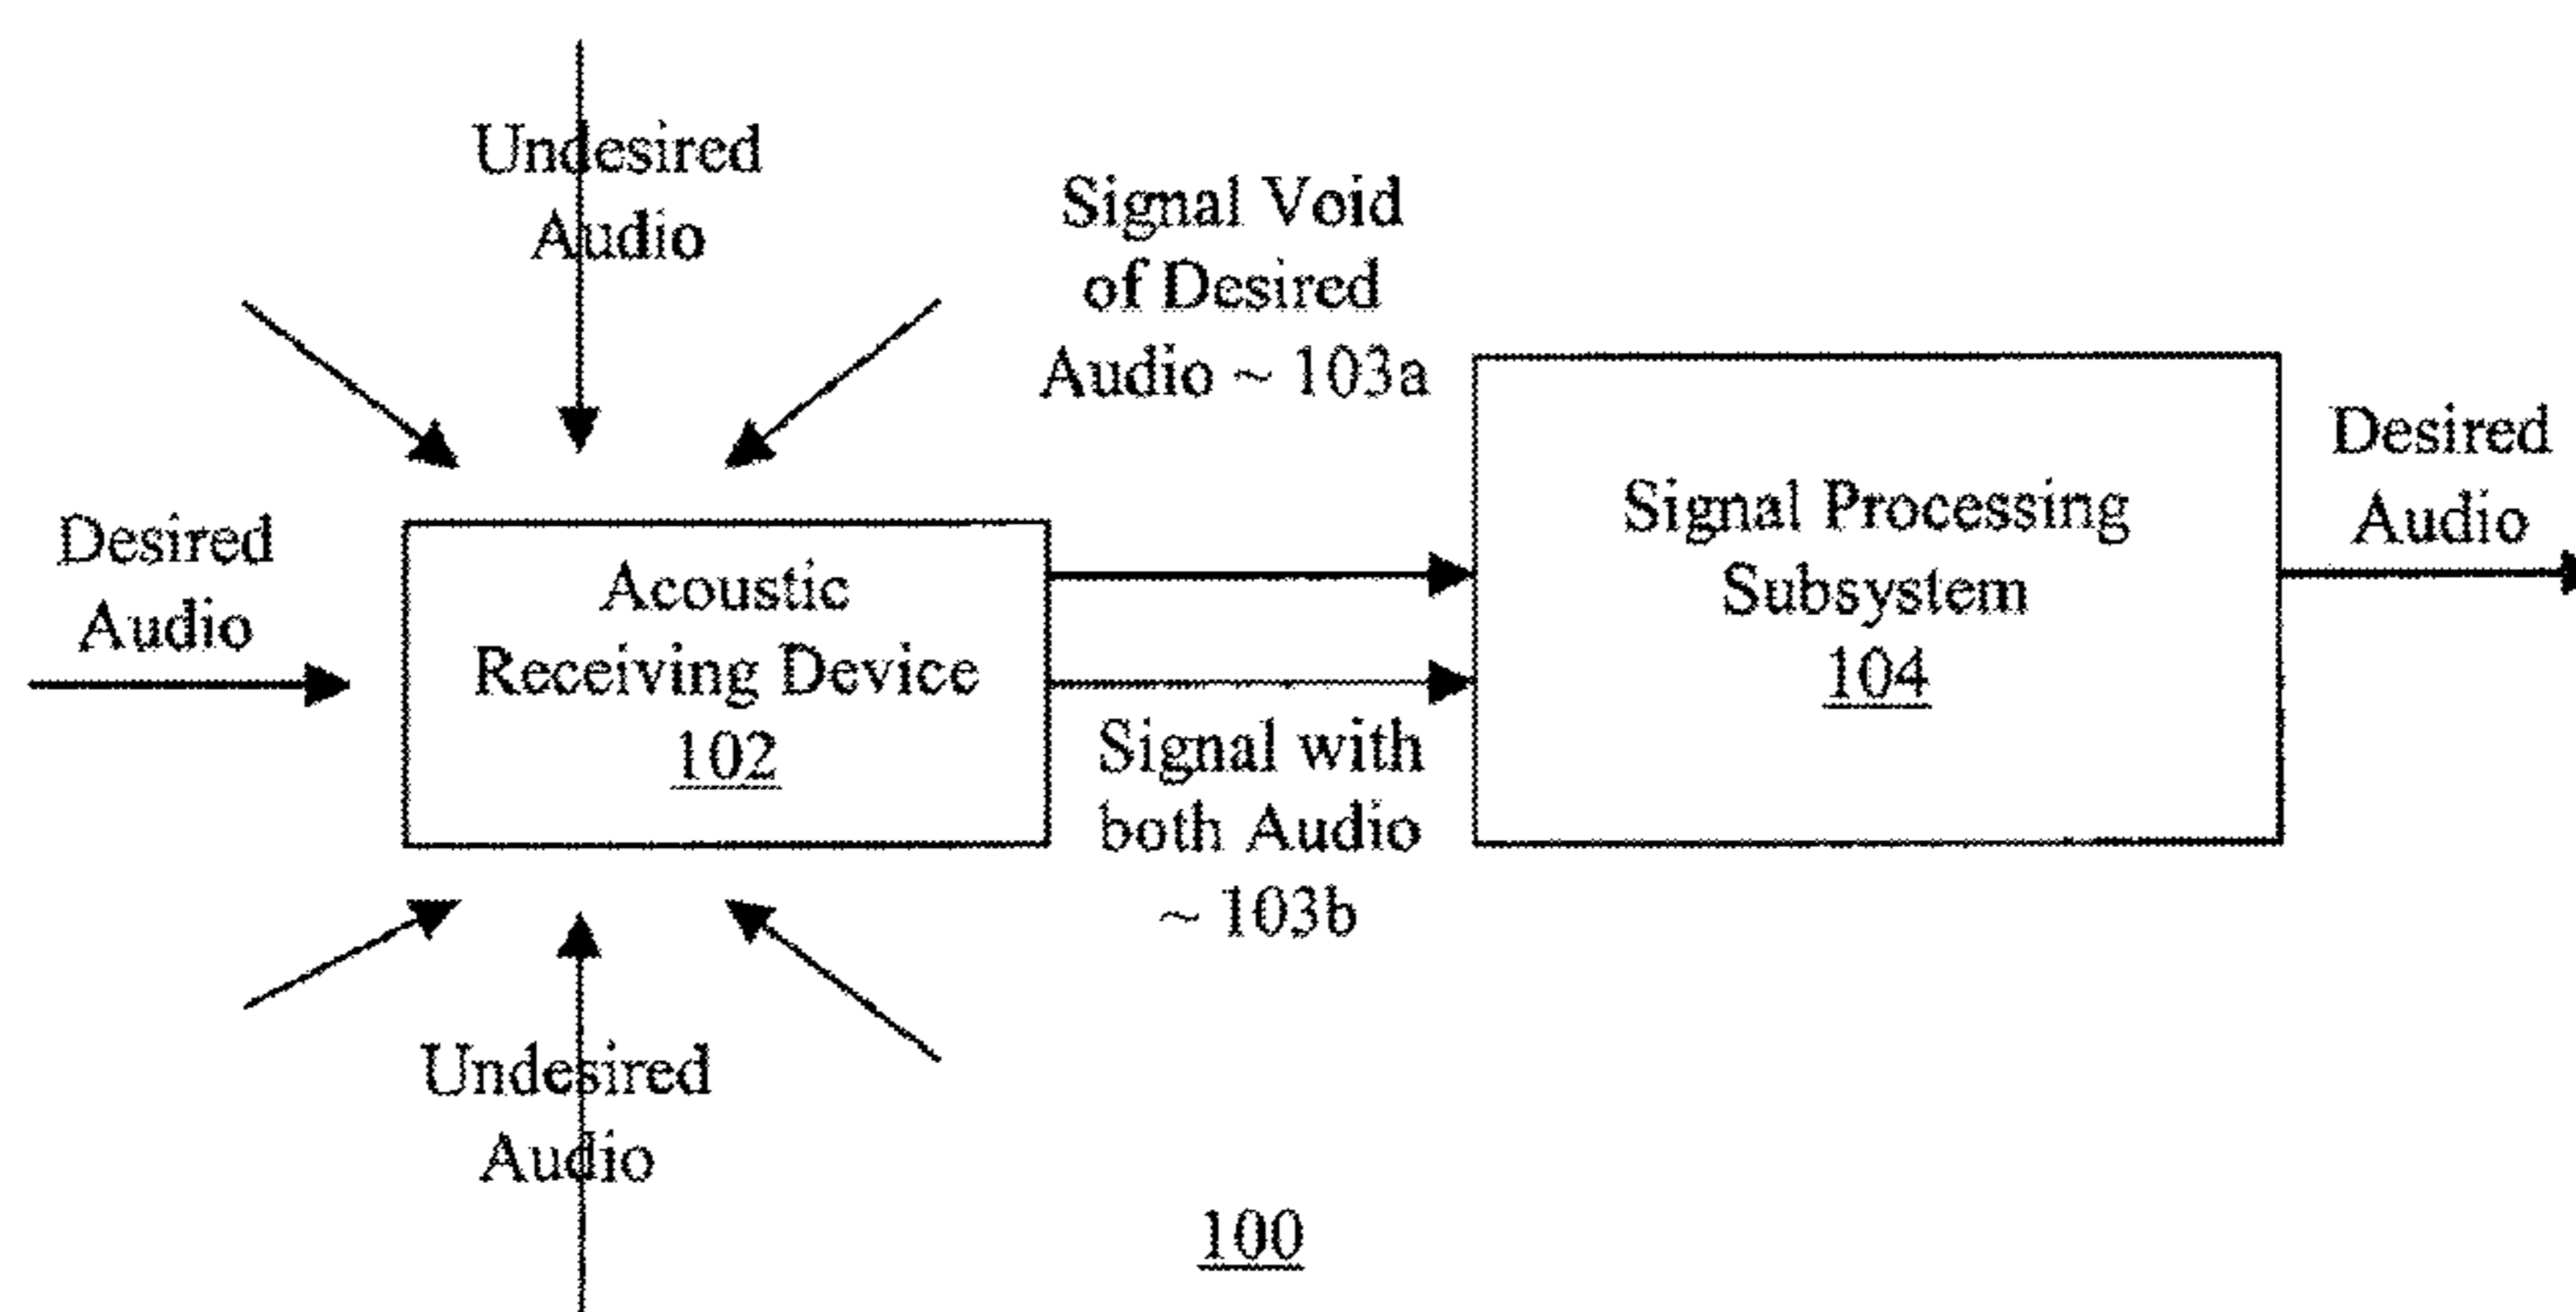 Undesired
Audio
Signal Void
of Desired
Audio ~ 103a
Desired
Audio
Acoustic
Receiving Device
102
Signal Processing
Subsystem
104
Desired
Audio
Signal with
both Audio
~ 103b
Undesired
Audio
100